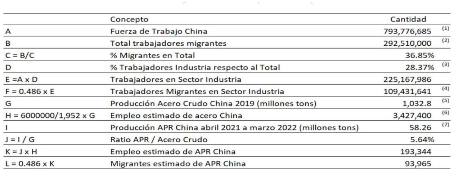 Concepto Cantidad
A Fuerza de Trabajo China 793,776,685 (1)
B Total trabajadores migrantes 292,510,000 (2)
C = B/C % Migrantes en Total 36.85%
D % Trabajadores Industria respecto al Total 28.37% (3)
E =A x D Trabajadores en Sector Industria 225,167,986
F = 0.486 x E Trabajadores Migrantes en Sector Industria 109,431,641 (4)
G Producción Acero Crudo China 2019 (millones tons) 1,032.8 (5)
H = 6000000/1,952 x G Empleo estimado de acero China 3,427,400 (6)
I Producción APR China abril 2021 a marzo 2022 (millones tons) 58.26 (7)
J = I / G Ratio APR / Acero Crudo 5.64%
K = J x H Empleo estimado de APR China 193,344
L = 0.486 x K Migrantes estimado de APR China 93,965